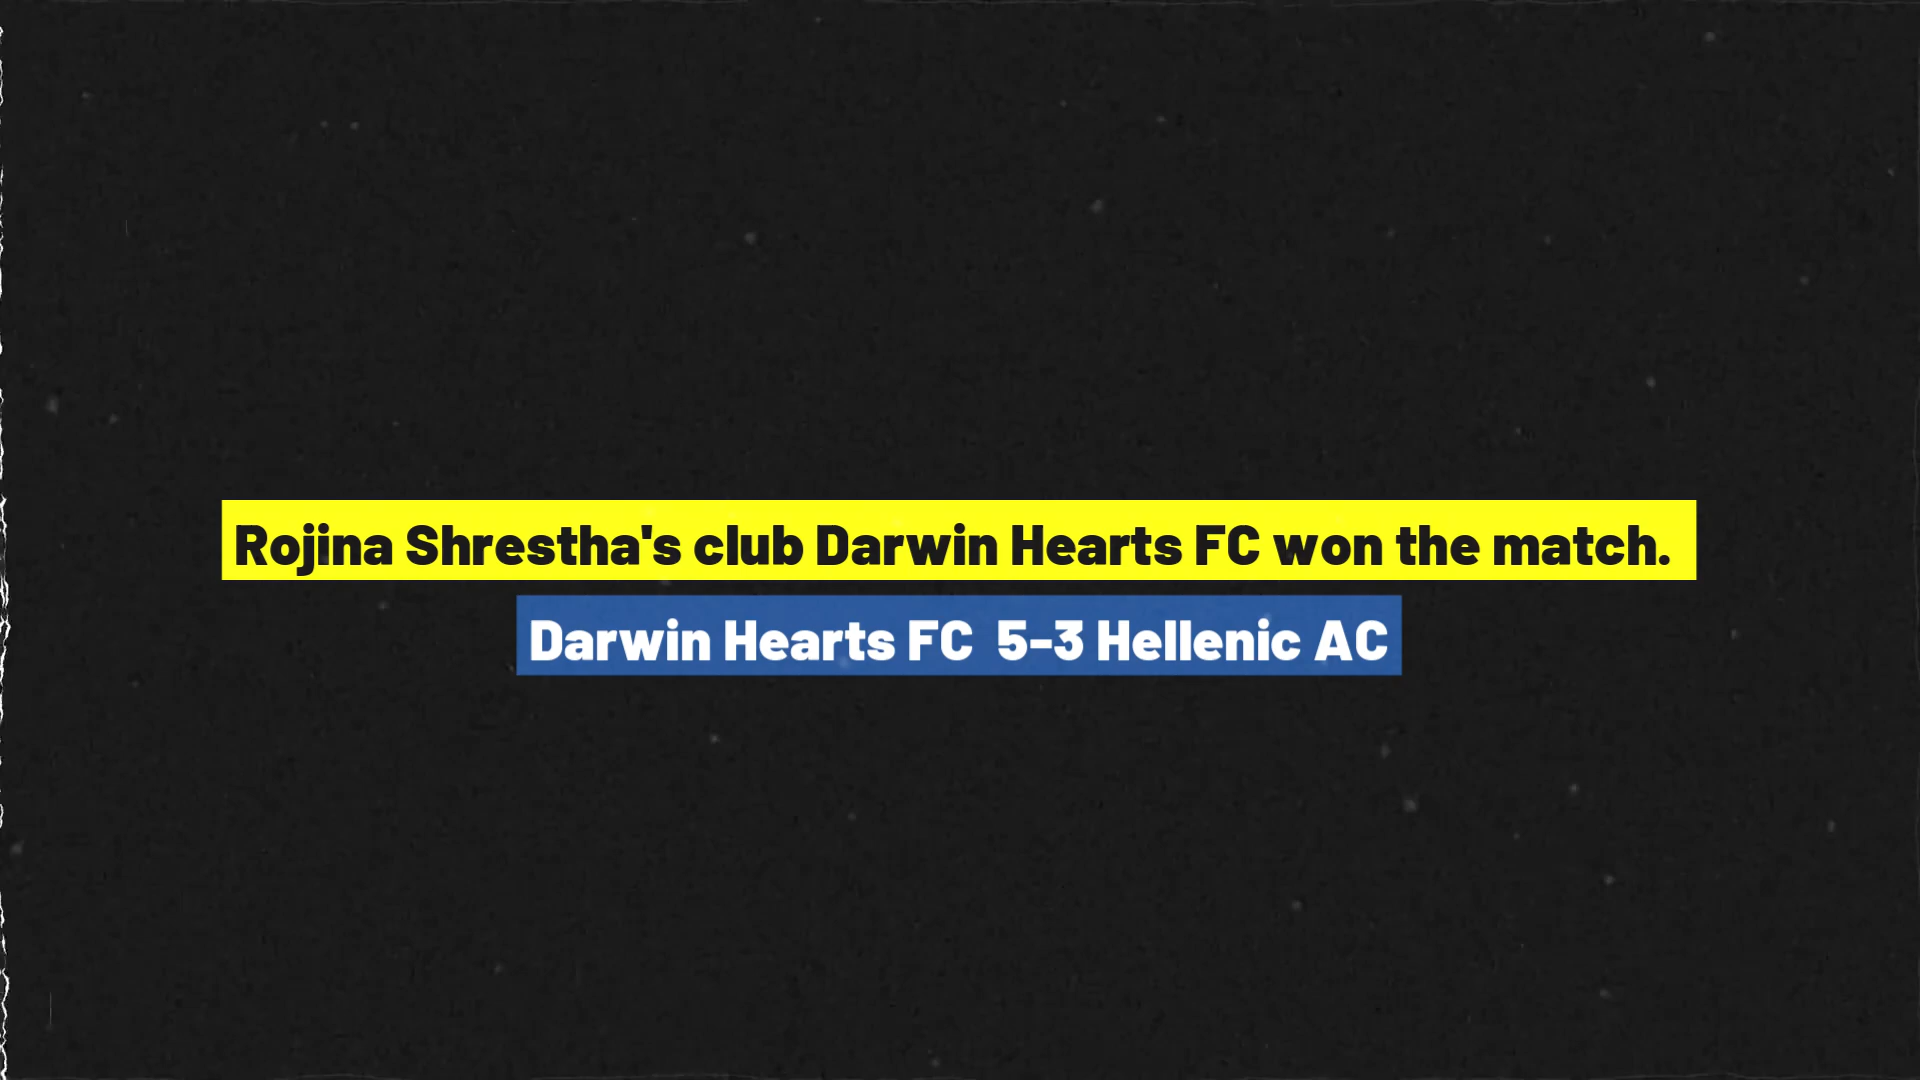 Rojina Shrestha's club Darwin Hearts FC won the match.
Darwin Hearts FC  5-3 Hellenic AC